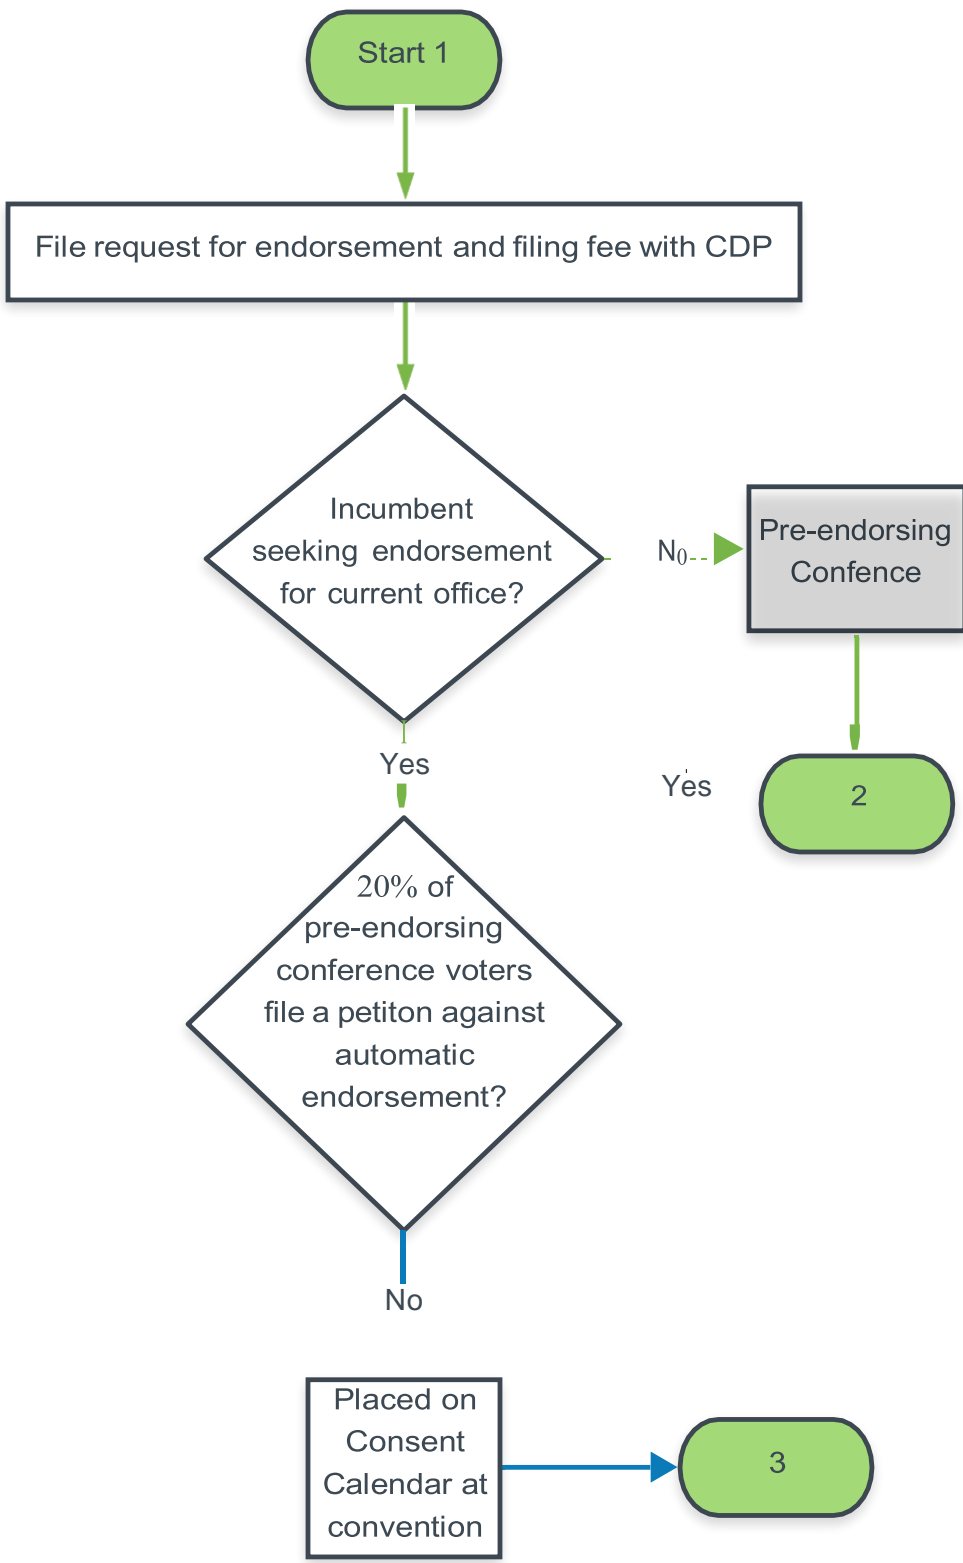 Start 1
File request for endorsement and filing fee with CDP
Incumbent
seeking endorsement
for current office?
No
Pre-endorsing
Confence
Yes
Yes
2
20% of
pre-endorsing
conference voters
file a petiton against
automatic
endorsement?
No
Placed on
Consent
Calendar at
convention
3